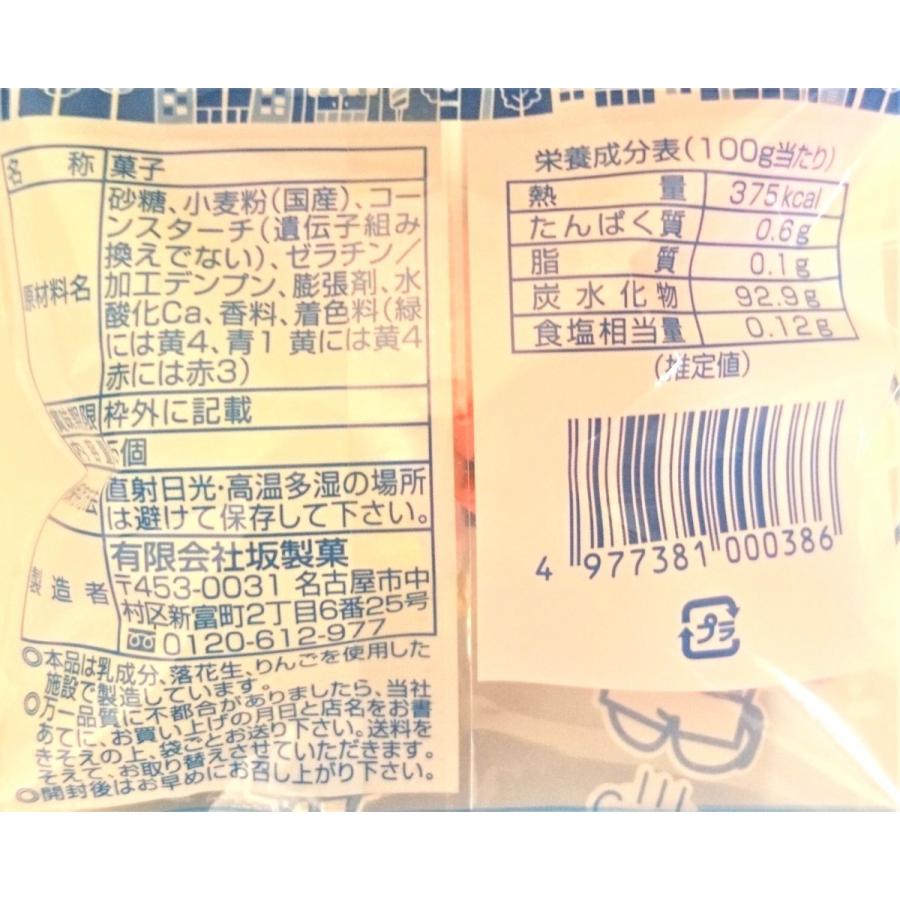 名 称 菓子
原材料名 砂糖、小麦粉(国産)、コー
ンスターチ(遺伝子組み
換えでない)、ゼラチン/
加工デンプン、膨張剤、水
酸化Ca、香料、着色料(緑
には黄4、青1 黄には黄4
赤には赤3)
賞味期限 枠外に記載
5個
直射日光・高温多湿の場所
は避けて保存して下さい。
製造者 有限会社坂製菓
〒453-0031 名古屋市中
村区新富町2丁目6番25号
0120-612-977
◎本品は乳成分、落花生、りんごを使用した
施設で製造しています。
◎万一品質に不都合がありましたら、当社
あてに、お買い上げの月日と店名をお書
きそえの上、袋ごとお送り下さい。送料を
そえて、お取り替えさせていただきます。
◎開封後はお早めにお召し上がり下さい。
栄養成分表(100g当たり)
熱 量 375kcal
たんぱく質 0.6g
脂 質 0.1g
炭水化物 92.9g
食塩相当量 0.12g
(推定値)
4 977381 000386
プラ